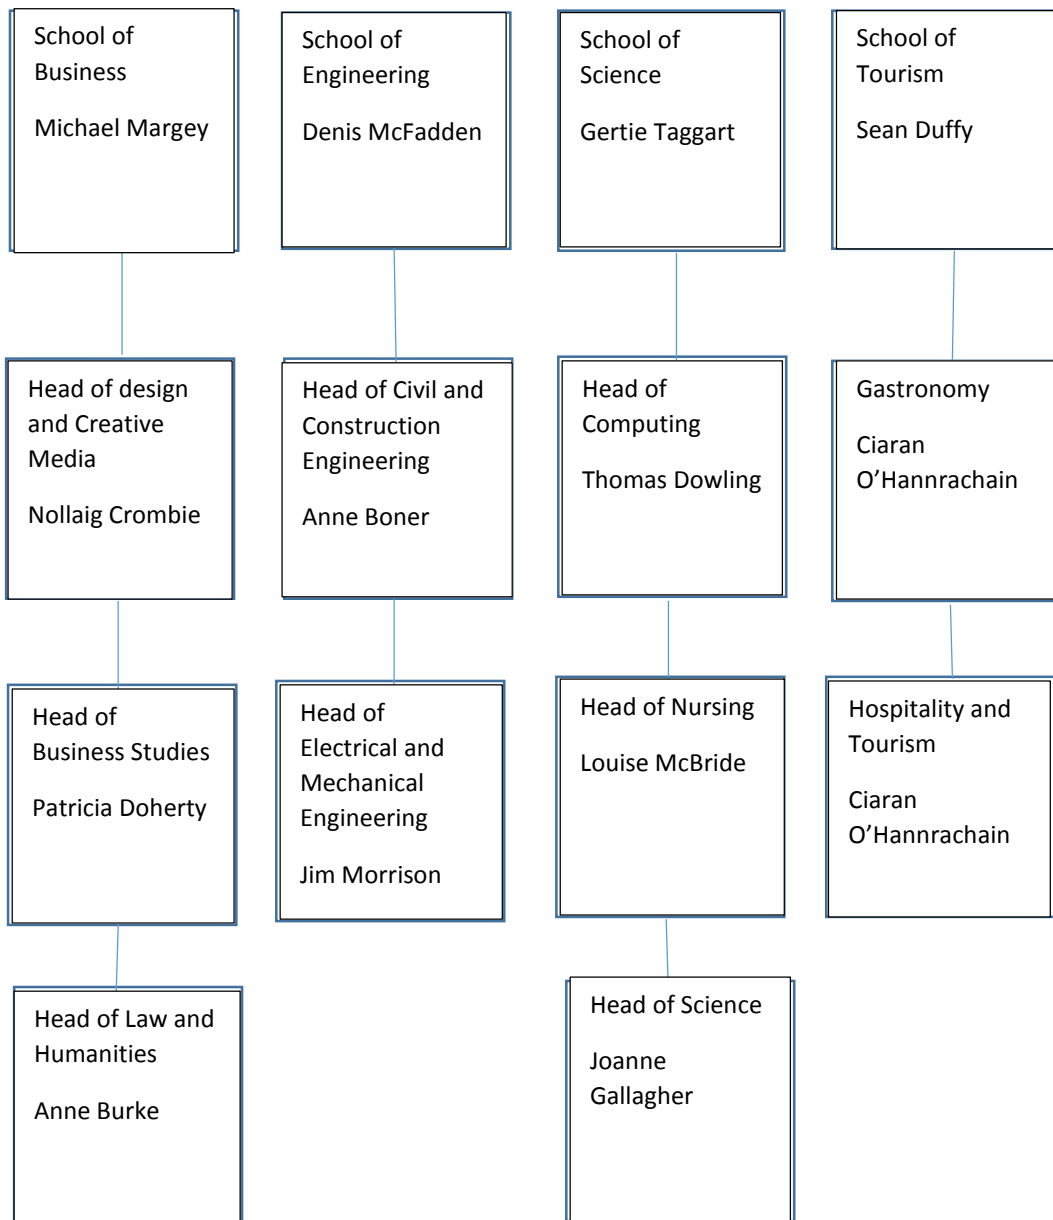 School of
Business
Michael Margey
School of
Engineering
Denis McFadden
School of
Science
Gertie Taggart
School of
Tourism
Sean Duffy
Head of design
and Creative
Media
Nollaig Crombie
Head of Civil and
Construction
Engineering
Anne Boner
Head of
Computing
Thomas Dowling
Gastronomy
Ciaran
O’Hannrachain
Head of
Business Studies
Patricia Doherty
Head of
Electrical and
Mechanical
Engineering
Jim Morrison
Head of Nursing
Louise McBride
Hospitality and
Tourism
Ciaran
O’Hannrachain
Head of Law and
Humanities
Anne Burke
Head of Science
Joanne
Gallagher